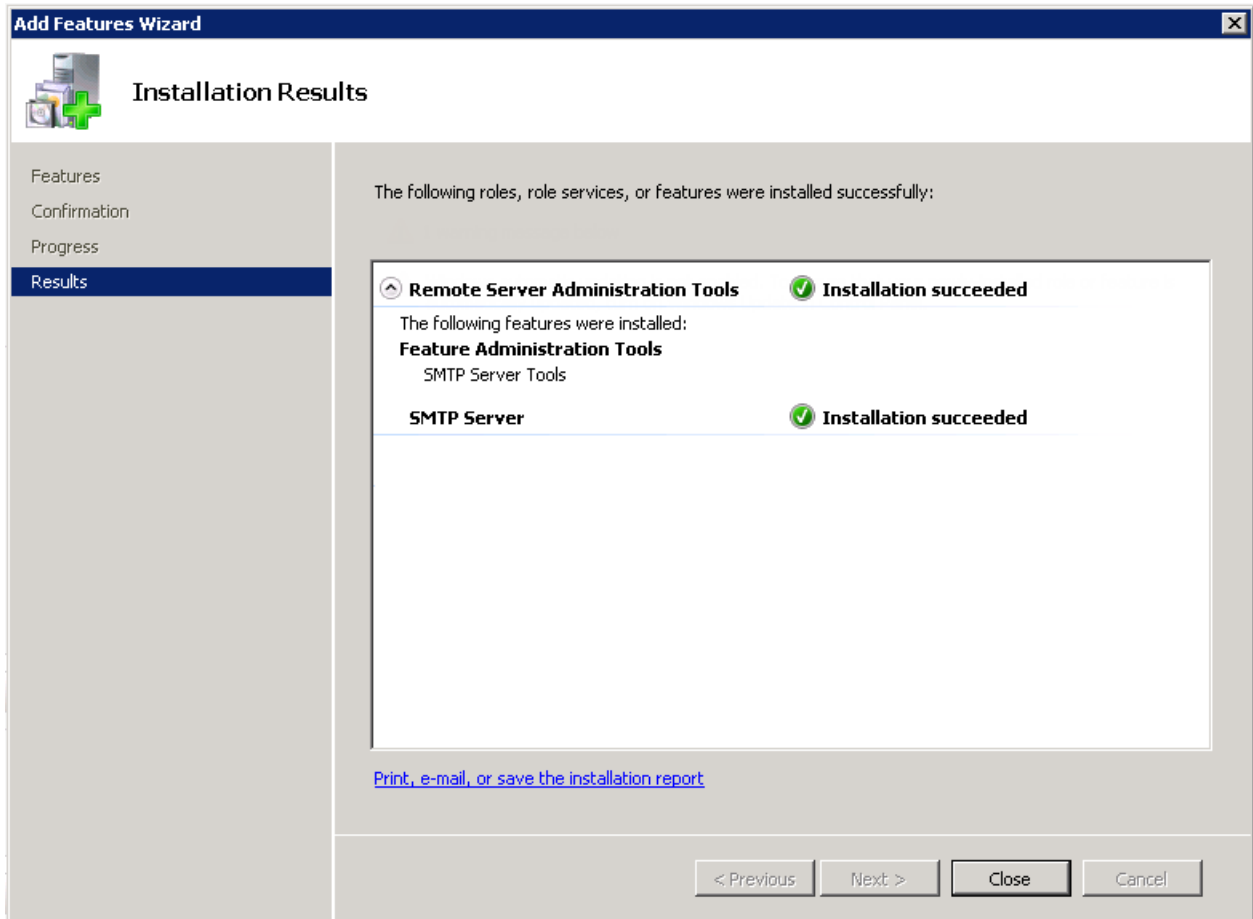 Add Features Wizard
Installation Results
Features
Confirmation
Progress
Results
The following roles, role services, or features were installed successfully:
Remote Server Administration Tools
Installation succeeded
The following features were installed:
Feature Administration Tools
SMTP Server Tools
SMTP Server
Installation succeeded
Print, e-mail, or save the installation report
< Previous
Next >
Close
Cancel